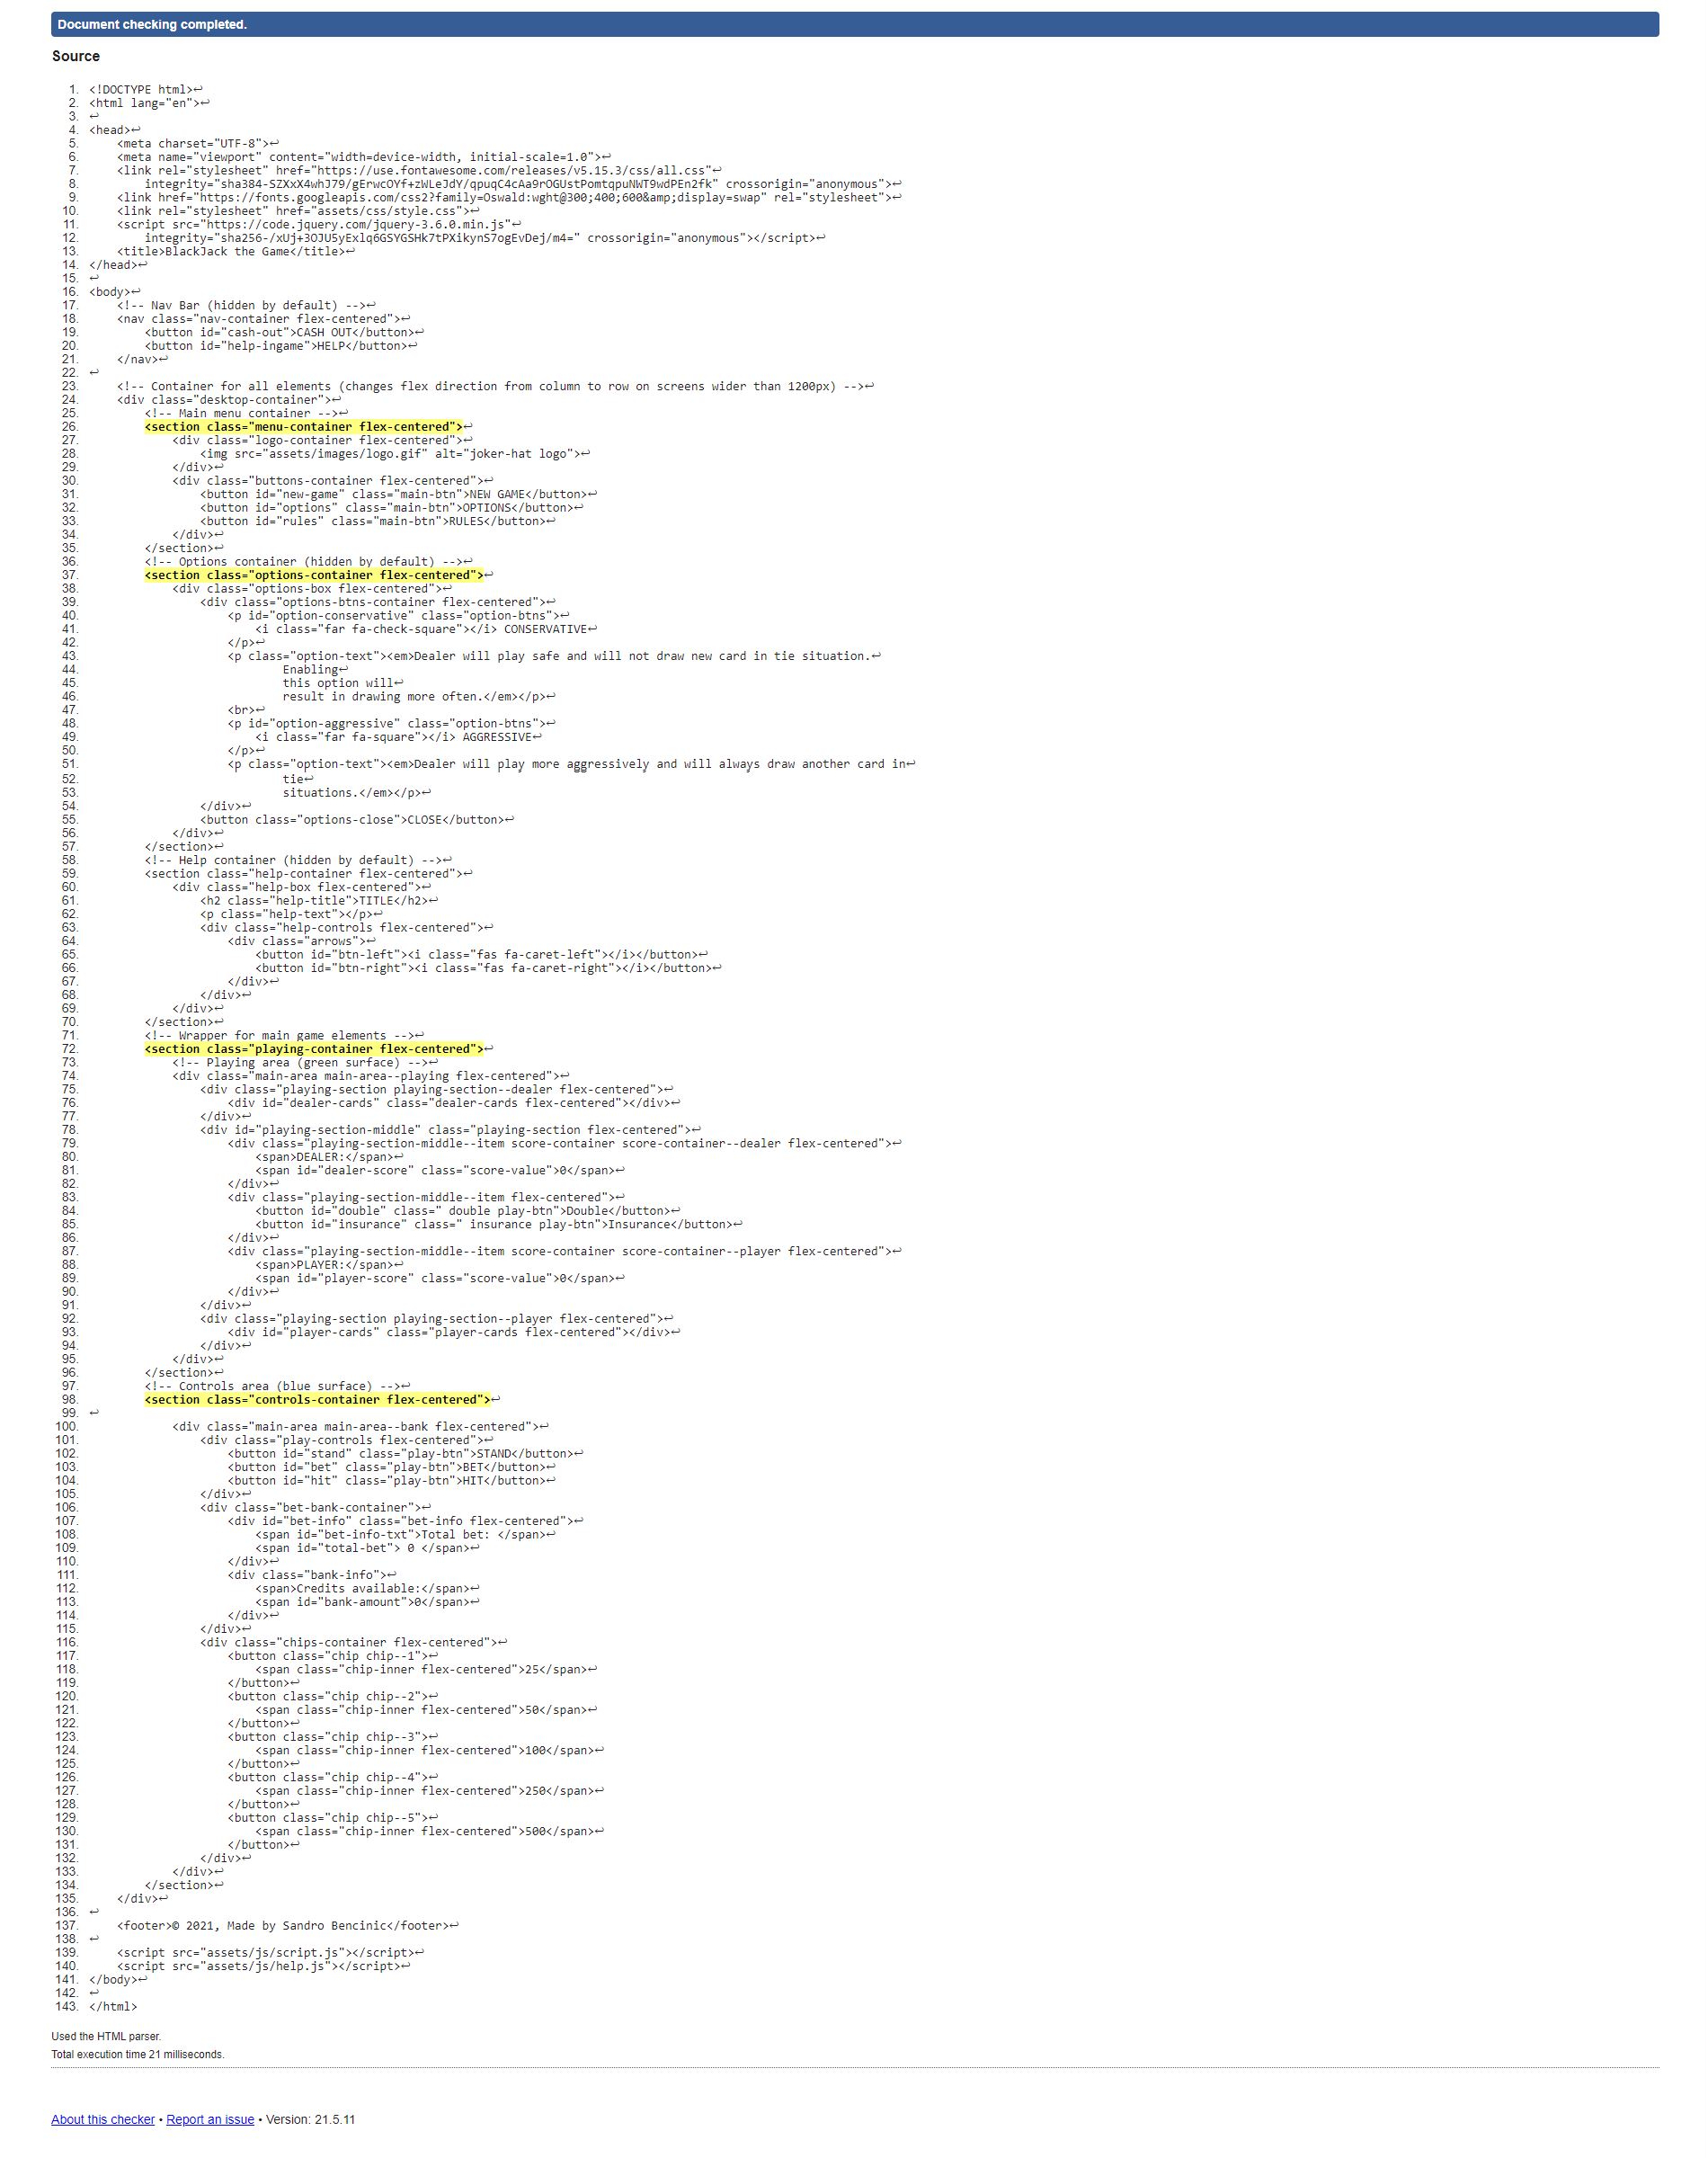 Document checking completed.
Source
1. <!DOCTYPE html>↩
2. <html lang="en">↩
3. ↩
4. <head>↩
5. <meta charset="UTF-8">↩
6. <meta name="viewport" content="width=device-width, initial-scale=1.0">↩
7. <link rel="stylesheet" href="https://use.fontawesome.com/releases/v5.15.3/css/all.css"↩
8. integrity="sha384-SZXxX4whJ79/gErwcOYf+zWLeJdY/qpuqC4cAa9rOGUstPomtqpuNWT9wdPEn2fk" crossorigin="anonymous">↩
9. <link href="https://fonts.googleapis.com/css2?family=Oswald:wght@300;400;600&amp;display=swap" rel="stylesheet">↩
10. <link rel="stylesheet" href="assets/css/style.css">↩
11. <script src="https://code.jquery.com/jquery-3.6.0.min.js"↩
12. integrity="sha256-/xUj+3OJU5yExlq6GSYGSHk7tPXikynS7ogEvDej/m4=" crossorigin="anonymous"></script>↩
13. <title>BlackJack the Game</title>↩
14. </head>↩
15. ↩
16. <body>↩
17. <!-- Nav Bar (hidden by default) -->↩
18. <nav class="nav-container flex-centered">↩
19. <button id="cash-out">CASH OUT</button>↩
20. <button id="help-ingame">HELP</button>↩
21. </nav>↩
22. ↩
23. <!-- Container for all elements (changes flex direction from column to row on screens wider than 1200px) -->↩
24. <div class="desktop-container">↩
25. <!-- Main menu container -->↩
26. <section class="menu-container flex-centered">↩
27. <div class="logo-container flex-centered">↩
28. <img src="assets/images/logo.gif" alt="joker-hat logo">↩
29. </div>↩
30. <div class="buttons-container flex-centered">↩
31. <button id="new-game" class="main-btn">NEW GAME</button>↩
32. <button id="options" class="main-btn">OPTIONS</button>↩
33. <button id="rules" class="main-btn">RULES</button>↩
34. </div>↩
35. </section>↩
36. <!-- Options container (hidden by default) -->↩
37. <section class="options-container flex-centered">↩
38. <div class="options-box flex-centered">↩
39. <div class="options-btns-container flex-centered">↩
40. <p id="option-conservative" class="option-btns">↩
41. <i class="far fa-check-square"></i> CONSERVATIVE↩
42. </p>↩
43. <p class="option-text"><em>Dealer will play safe and will not draw new card in tie situation.↩
44. Enabling↩
45. this option will↩
46. result in drawing more often.</em></p>↩
47. <br>↩
48. <p id="option-aggressive" class="option-btns">↩
49. <i class="far fa-square"></i> AGGRESSIVE↩
50. </p>↩
51. <p class="option-text"><em>Dealer will play more aggressively and will always draw another card in↩
52. tie↩
53. situations.</em></p>↩
54. </div>↩
55. <button class="options-close">CLOSE</button>↩
56. </div>↩
57. </section>↩
58. <!-- Help container (hidden by default) -->↩
59. <section class="help-container flex-centered">↩
60. <div class="help-box flex-centered">↩
61. <h2 class="help-title">TITLE</h2>↩
62. <p class="help-text"></p>↩
63. <div class="help-controls flex-centered">↩
64. <div class="arrows">↩
65. <button id="btn-left"><i class="fas fa-caret-left"></i></button>↩
66. <button id="btn-right"><i class="fas fa-caret-right"></i></button>↩
67. </div>↩
68. </div>↩
69. </div>↩
70. </section>↩
71. <!-- Wrapper for main game elements -->↩
72. <section class="playing-container flex-centered">↩
73. <!-- Playing area (green surface) -->↩
74. <div class="main-area main-area--playing flex-centered">↩
75. <div class="playing-section playing-section--dealer flex-centered">↩
76. <div id="dealer-cards" class="dealer-cards flex-centered"></div>↩
77. </div>↩
78. <div id="playing-section-middle" class="playing-section flex-centered">↩
79. <div class="playing-section-middle--item score-container score-container--dealer flex-centered">↩
80. <span>DEALER:</span>↩
81. <span id="dealer-score" class="score-value">0</span>↩
82. </div>↩
83. <div class="playing-section-middle--item flex-centered">↩
84. <button id="double" class=" double play-btn">Double</button>↩
85. <button id="insurance" class=" insurance play-btn">Insurance</button>↩
86. </div>↩
87. <div class="playing-section-middle--item score-container score-container--player flex-centered">↩
88. <span>PLAYER:</span>↩
89. <span id="player-score" class="score-value">0</span>↩
90. </div>↩
91. </div>↩
92. <div class="playing-section playing-section--player flex-centered">↩
93. <div id="player-cards" class="player-cards flex-centered"></div>↩
94. </div>↩
95. </div>↩
96. </section>↩
97. <!-- Controls area (blue surface) -->↩
98. <section class="controls-container flex-centered">↩
99. ↩
100. <div class="main-area main-area--bank flex-centered">↩
101. <div class="play-controls flex-centered">↩
102. <button id="stand" class="play-btn">STAND</button>↩
103. <button id="bet" class="play-btn">BET</button>↩
104. <button id="hit" class="play-btn">HIT</button>↩
105. </div>↩
106. <div class="bet-bank-container">↩
107. <div id="bet-info" class="bet-info flex-centered">↩
108. <span id="bet-info-txt">Total bet: </span>↩
109. <span id="total-bet"> 0 </span>↩
110. </div>↩
111. <div class="bank-info">↩
112. <span>Credits available:</span>↩
113. <span id="bank-amount">0</span>↩
114. </div>↩
115. </div>↩
116. <div class="chips-container flex-centered">↩
117. <button class="chip chip--1">↩
118. <span class="chip-inner flex-centered">25</span>↩
119. </button>↩
120. <button class="chip chip--2">↩
121. <span class="chip-inner flex-centered">50</span>↩
122. </button>↩
123. <button class="chip chip--3">↩
124. <span class="chip-inner flex-centered">100</span>↩
125. </button>↩
126. <button class="chip chip--4">↩
127. <span class="chip-inner flex-centered">250</span>↩
128. </button>↩
129. <button class="chip chip--5">↩
130. <span class="chip-inner flex-centered">500</span>↩
131. </button>↩
132. </div>↩
133. </div>↩
134. </section>↩
135. </div>↩
136. ↩
137. <footer>© 2021, Made by Sandro Bencinic</footer>↩
138. ↩
139. <script src="assets/js/script.js"></script>↩
140. <script src="assets/js/help.js"></script>↩
141. </body>↩
142. ↩
143. </html>
Used the HTML parser.
Total execution time 21 milliseconds.
About this checker • Report an issue • Version: 21.5.11